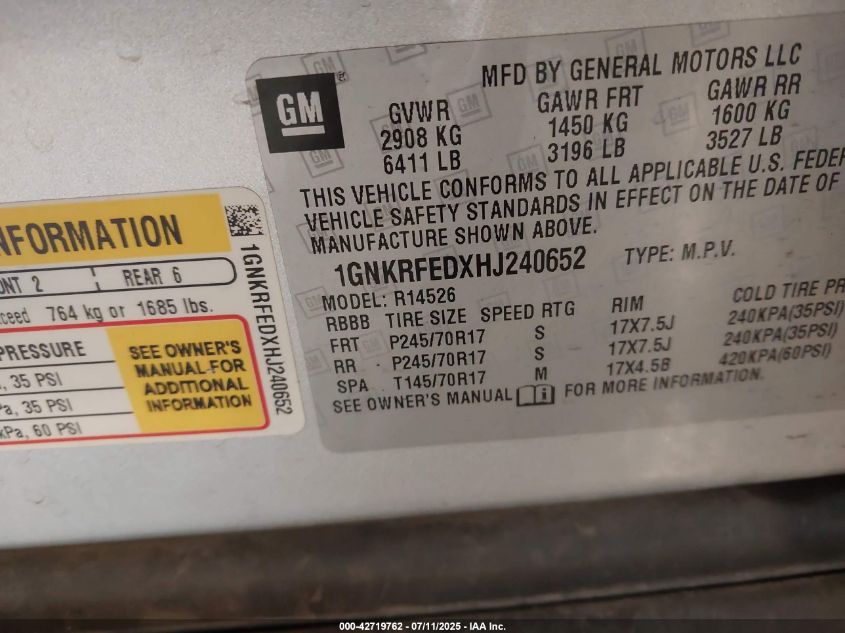 GM
MFD BY GENERAL MOTORS LLC
GVWR GAWR FRT GAWR RR
2908 KG 1450 KG 1600 KG
6411 LB 3196 LB 3527 LB
THIS VEHICLE CONFORMS TO ALL APPLICABLE U.S. FEDER
VEHICLE SAFETY STANDARDS IN EFFECT ON THE DATE OF
MANUFACTURE SHOWN ABOVE.
1GNKRFEDXHJ240652 TYPE: M.P.V.
MODEL: R14526
RBBB TIRE SIZE SPEED RTG RIM COLD TIRE PR
FRT P245/70R17 S 17X7.5J 240KPA(35PSI)
RR P245/70R17 S 17X7.5J 240KPA(35PSI)
SPA T145/70R17 M 17X4.5B 420KPA(60PSI)
SEE OWNER'S MANUAL FOR MORE INFORMATION.
NFORMATION
ONT 2 REAR 6
ceed 764 kg or 1685 lbs.
PRESSURE
a, 35 PSI
Pa, 35 PSI
kPa, 60 PSI
SEE OWNER'S
MANUAL FOR
ADDITIONAL
INFORMATION
1GNKRFEDXHJ240652
000-42719762 - 07/11/2025 - IAA Inc.